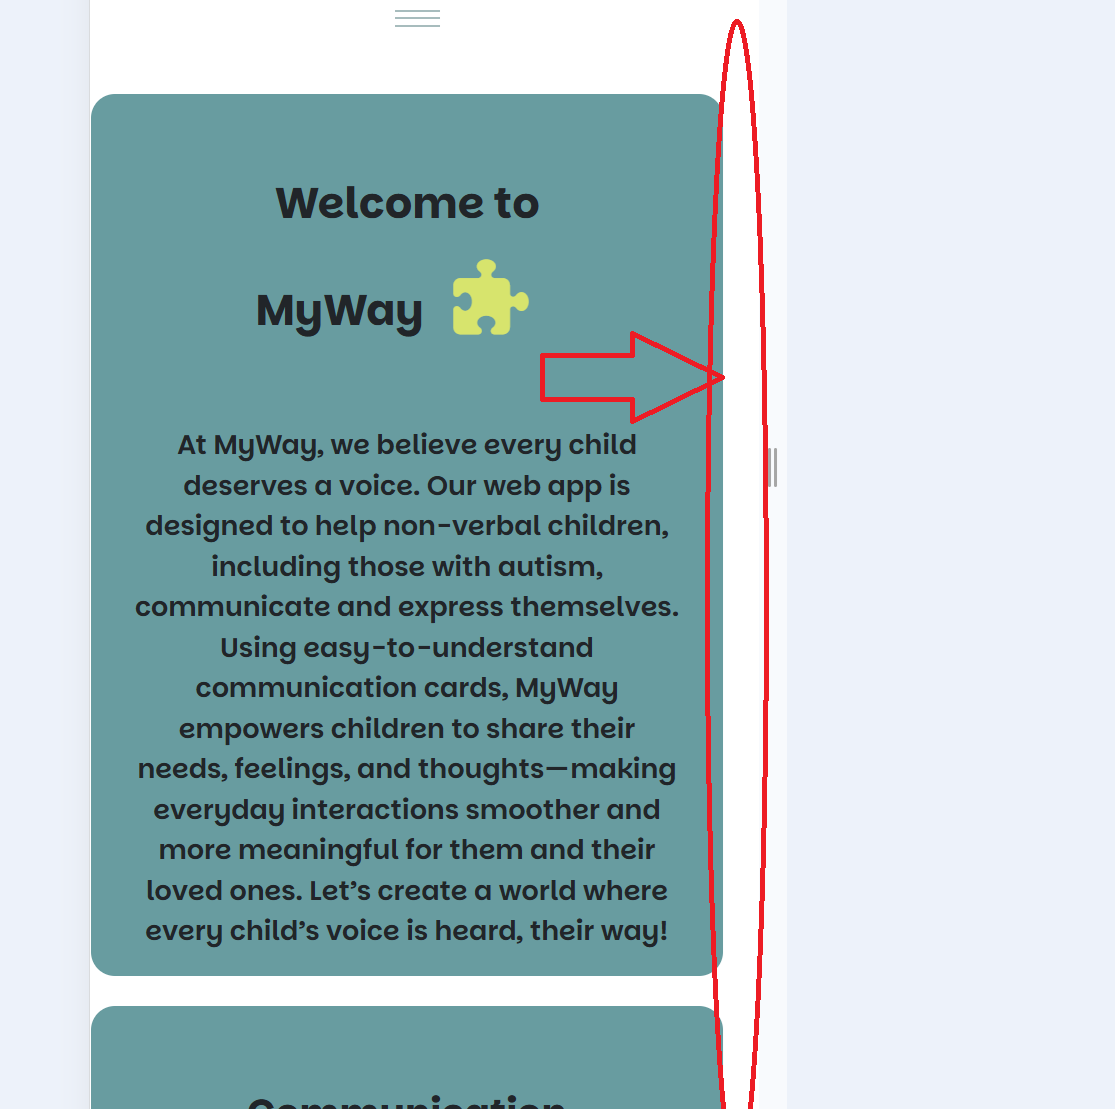 Welcome to
MyWay
At MyWay, we believe every child
deserves a voice. Our web app is
designed to help non-verbal children,
including those with autism,
communicate and express themselves.
Using easy-to-understand
communication cards, MyWay
empowers children to share their
needs, feelings, and thoughts—making
everyday interactions smoother and
more meaningful for them and their
loved ones. Let’s create a world where
every child’s voice is heard, their way!
Communication